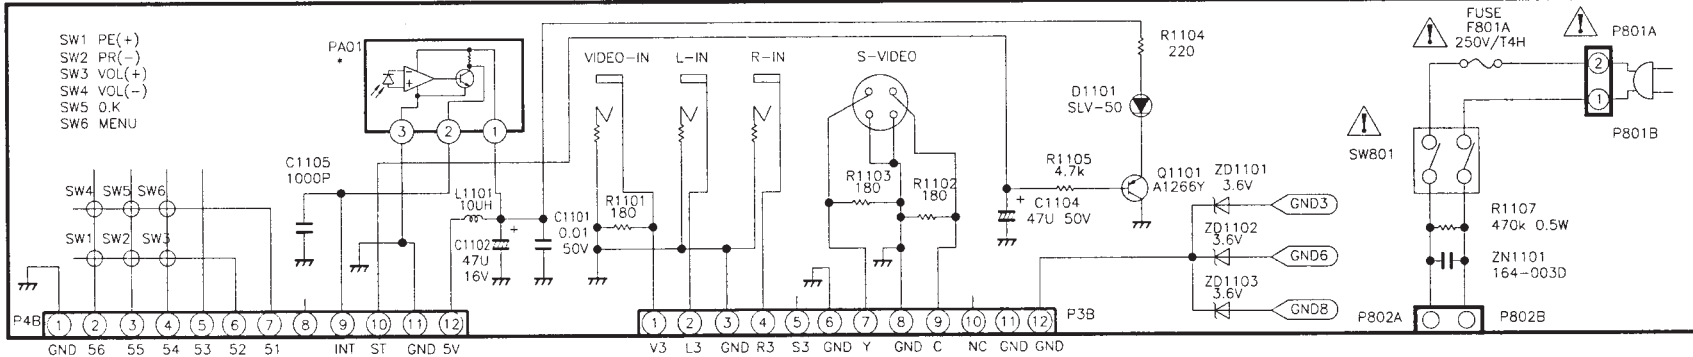 SW1 PE(+)
SW2 PR(-)
SW3 VOL(+)
SW4 VOL(-)
SW5 O.K
SW6 MENU
PA01
*
3 2 1
C1105
1000P
SW4 SW5 SW6
SW1 SW2 SW3
L1101
10UH
+
C1102
47U
16V
C1101
0.01
50V
VIDEO-IN L-IN R-IN S-VIDEO
R1101
180
R1103
180
R1102
180
R1104
220
D1101
SLV-50
R1105
4.7k
+ C1104
47U 50V
Q1101
A1266Y
ZD1101
3.6V
GND3
ZD1102
3.6V
GND6
ZD1103
3.6V
GND8
FUSE
F801A
250V/T4H
!
!
!
P801A
2
1
P801B
SW801
R1107
470k 0.5W
ZN1101
164-003D
P802A P802B
P4B 1 2 3 4 5 6 7 8 9 10 11 12
GND 56 55 54 53 52 51 INT ST GND 5V
1 2 3 4 5 6 7 8 9 10 11 12 P3B
V3 L3 GND R3 S3 GND Y GND C NC GND GND